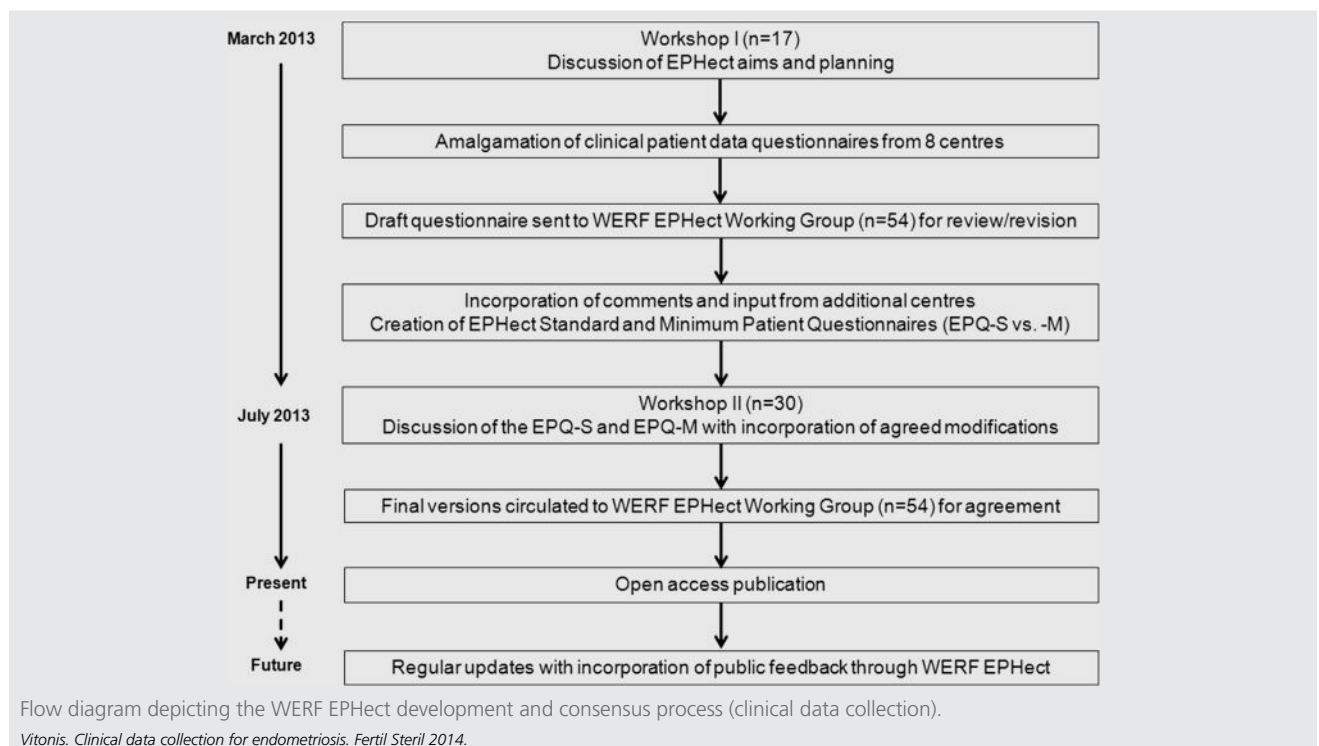 March 2013
Workshop I (n=17)
Discussion of EPHect aims and planning
Amalgamation of clinical patient data questionnaires from 8 centres
Draft questionnaire sent to WERF EPHect Working Group (n=54) for review/revision
Incorporation of comments and input from additional centres
Creation of EPHect Standard and Minimum Patient Questionnaires (EPQ-S vs. -M)
July 2013
Workshop II (n=30)
Discussion of the EPQ-S and EPQ-M with incorporation of agreed modifications
Final versions circulated to WERF EPHect Working Group (n=54) for agreement
Present
Open access publication
Future
Regular updates with incorporation of public feedback through WERF EPHect
Flow diagram depicting the WERF EPHect development and consensus process (clinical data collection).
Vitonis. Clinical data collection for endometriosis. Fertil Steril 2014.